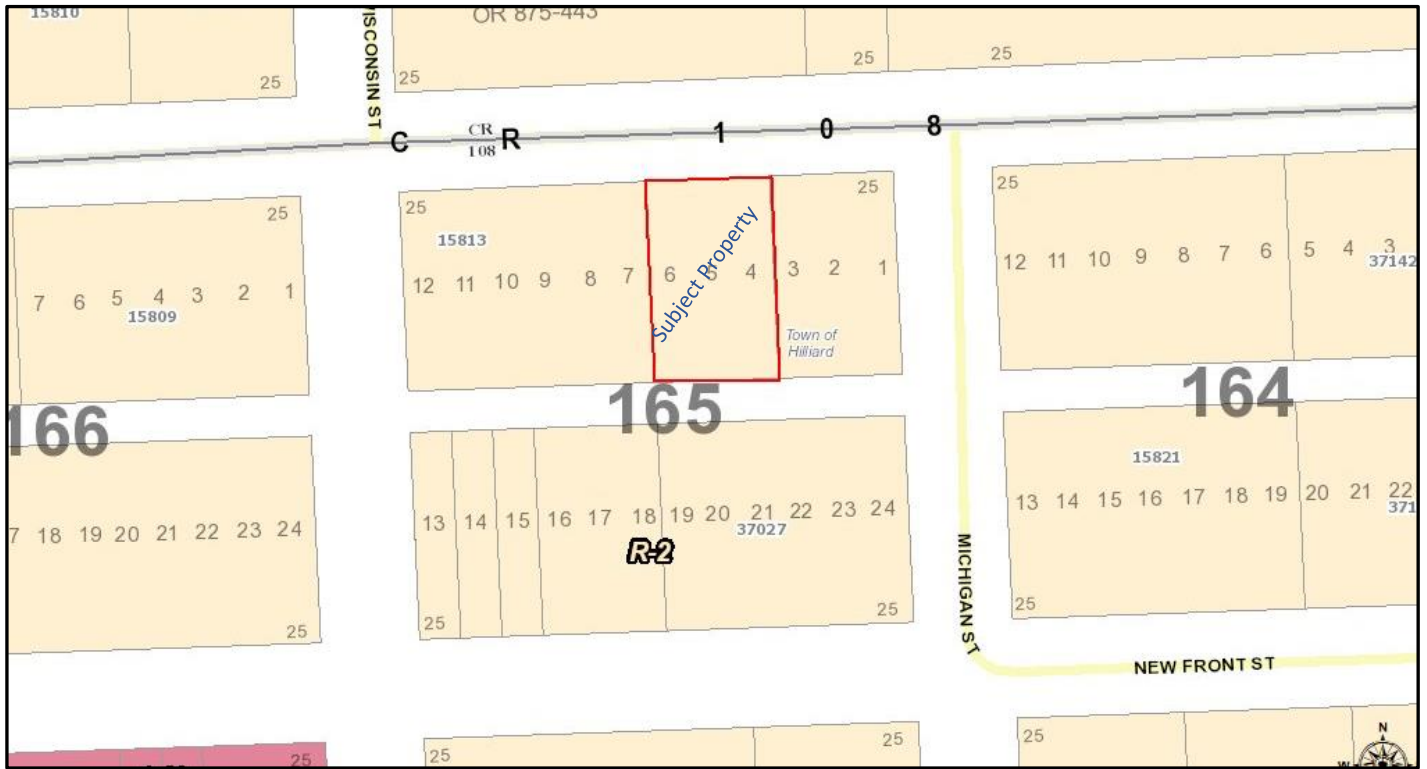 15810
OR 875-443
25
25
25
25
VISCONSIN ST
C R 1 0 8
CR
108
25
25
25
25
15813
Subject Property
12 11 10 9 8 7 6 5 4 3 2 1
12 11 10 9 8 7 6 5 4 3
37142
7 6 5 4 3 2 1
15809
Town of
Hilliard
166
165
164
15821
7 18 19 20 21 22 23 24
13 14 15 16 17 18 19 20 21 22 23 24
37027
13 14 15 16 17 18 19 20 21 22
371
R-2
MICHIGAN ST
25
25
25
25
NEW FRONT ST
25
25
25
25
N
W